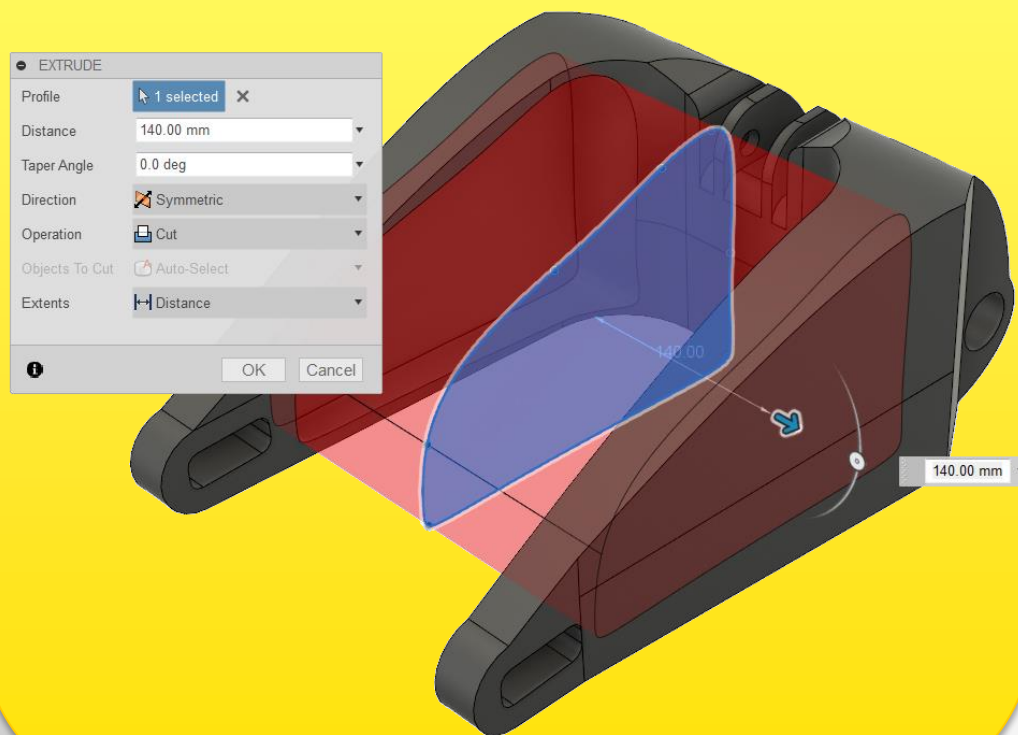 EXTRUDE
Profile 1 selected
Distance 140.00 mm
Taper Angle 0.0 deg
Direction Symmetric
Operation Cut
Objects To Cut Auto-Select
Extents Distance
OK Cancel
140.00
140.00 mm